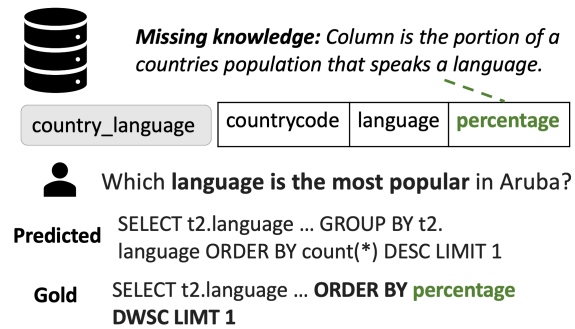 Missing knowledge: Column is the portion of a
countries population that speaks a language.
country_language countrycode language percentage
Which language is the most popular in Aruba?
Predicted SELECT t2.language ... GROUP BY t2.
language ORDER BY count(*) DESC LIMIT 1
Gold SELECT t2.language ... ORDER BY percentage
DWSC LIMT 1